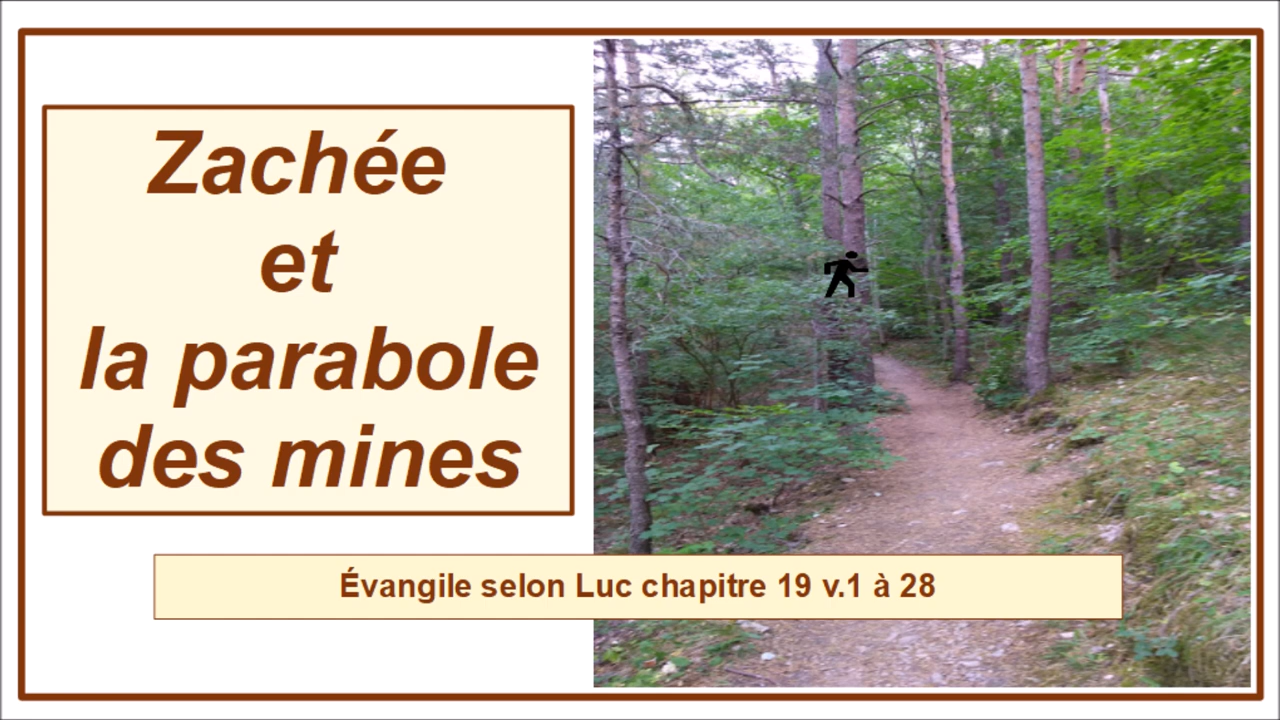 Zachée
et
la parabole
des mines
Évangile selon Luc chapitre 19 v.1 à 28